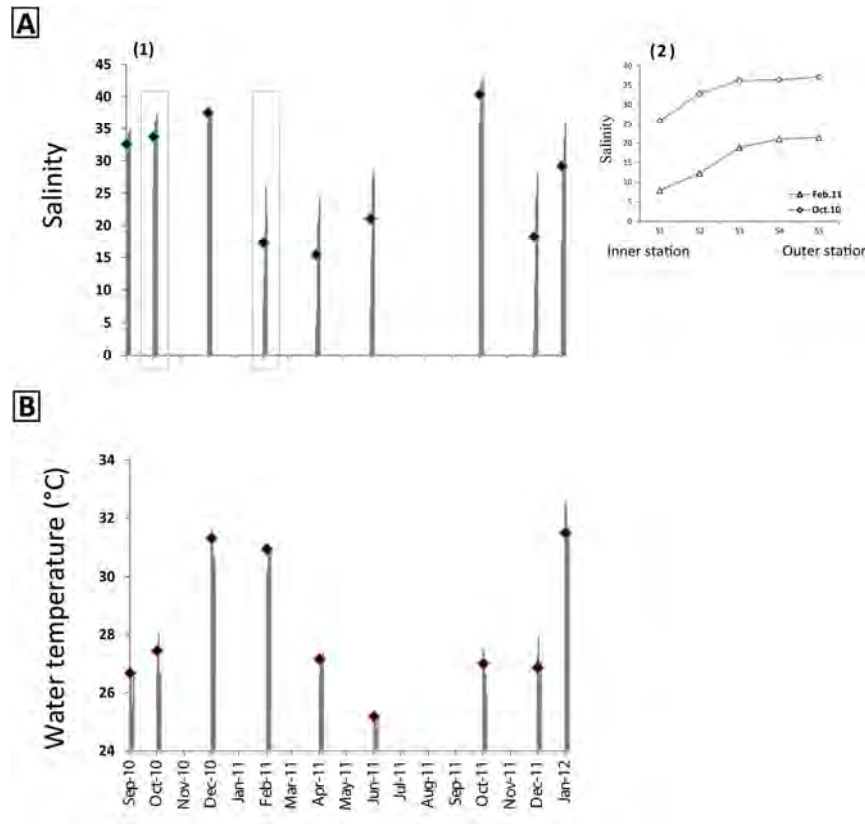 A
(1)
45
40
35
30
25
20
15
10
5
0
Salinity
(2)
40
35
30
25
20
15
10
5
0
Salinity
Feb.11
Oct.10
S1 S2 S3 S4 S5
Inner station Outer station
B
34
32
30
28
26
24
Water temperature (°C)
Sep-10
Oct-10
Nov-10
Dec-10
Jan-11
Feb-11
Mar-11
Apr-11
May-11
Jun-11
Jul-11
Aug-11
Sep-11
Oct-11
Nov-11
Dec-11
Jan-12